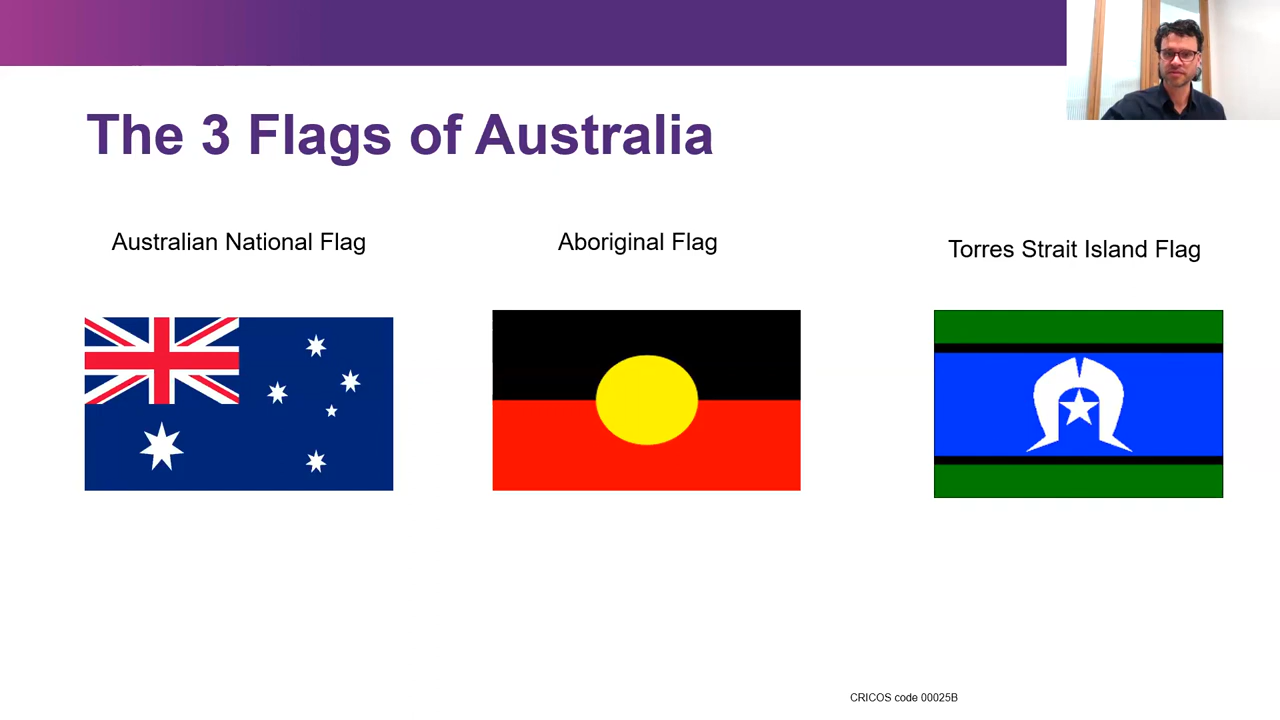 The 3 Flags of Australia
Australian National Flag
Aboriginal Flag
Torres Strait Island Flag
CRICOS code 00025B